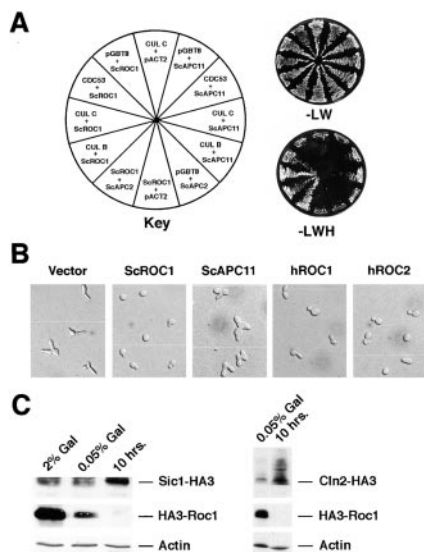 A
pGBT8
+
ScROC1
CUL C
+
pACT2
pGBT8
+
ScAPC11
CDC53
+
ScROC1
CDC53
+
ScAPC11
CUL C
+
ScROC1
CUL C
+
ScAPC11
CUL B
+
ScROC1
CUL B
+
ScAPC11
ScROC1
+
ScAPC2
ScROC1
+
pACT2
pGBT8
+
ScAPC2
Key
-LW
-LWH
B
Vector
ScROC1
ScAPC11
hROC1
hROC2
C
2% Gal
0.05% Gal
10 hrs.
Sic1-HA3
HA3-Roc1
Actin
0.05% Gal
10 hrs.
Cln2-HA3
HA3-Roc1
Actin